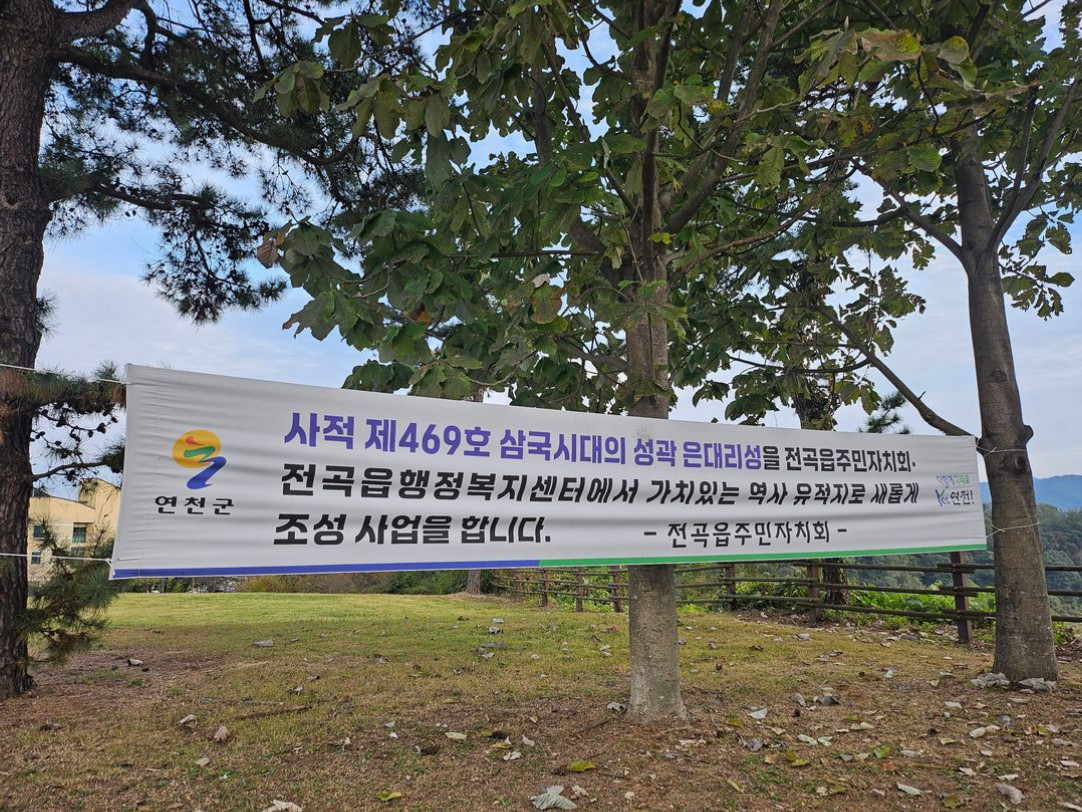 사적 제469호 삼국시대의 성곽 은대리성을 전곡읍주민자치회·
전곡읍행정복지센터에서 가치있는 역사 유적지로 새롭게
조성 사업을 합니다.
- 전곡읍주민자치회 -
연천군
연천!